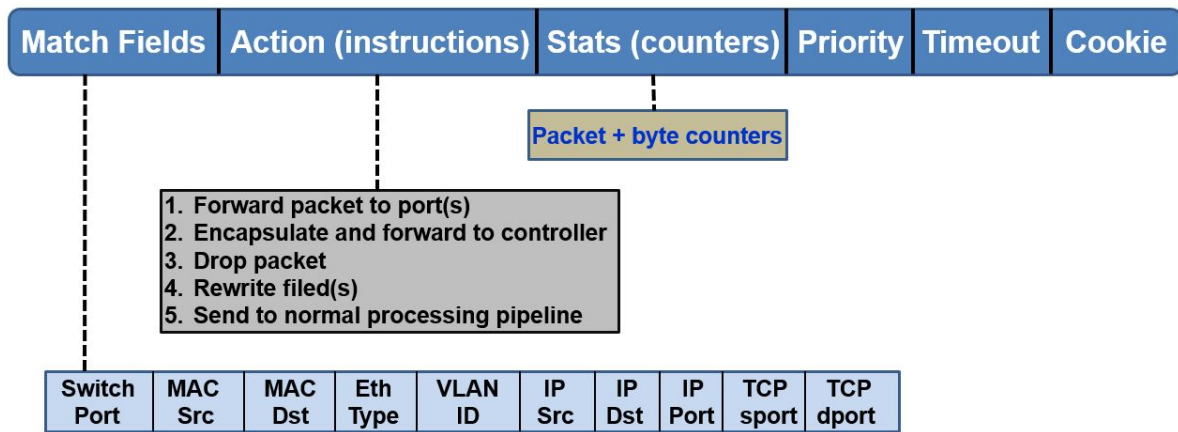 Match Fields Action (instructions) Stats (counters) Priority Timeout Cookie
Packet + byte counters
1. Forward packet to port(s)
2. Encapsulate and forward to controller
3. Drop packet
4. Rewrite filed(s)
5. Send to normal processing pipeline
Switch Port
MAC Src
MAC Dst
Eth Type
VLAN ID
IP Src
IP Dst
IP Port
TCP sport
TCP dport